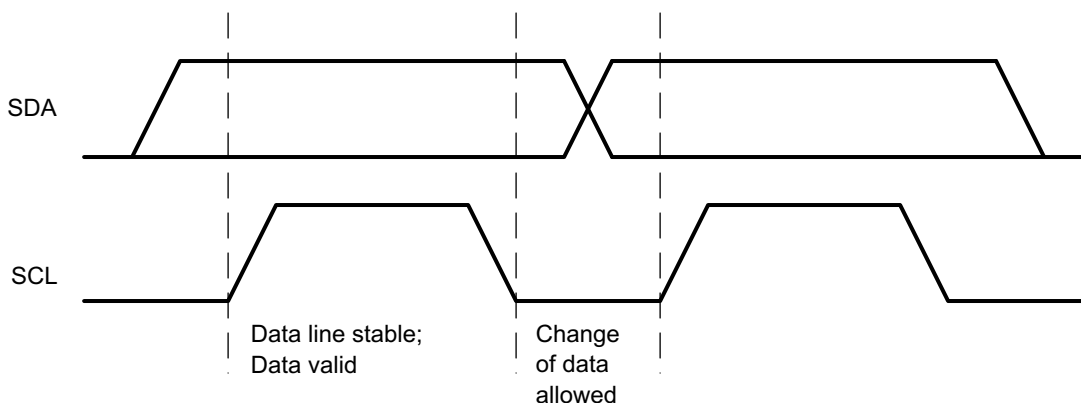 SDA
SCL
Data line stable;
Data valid
Change
of data
allowed